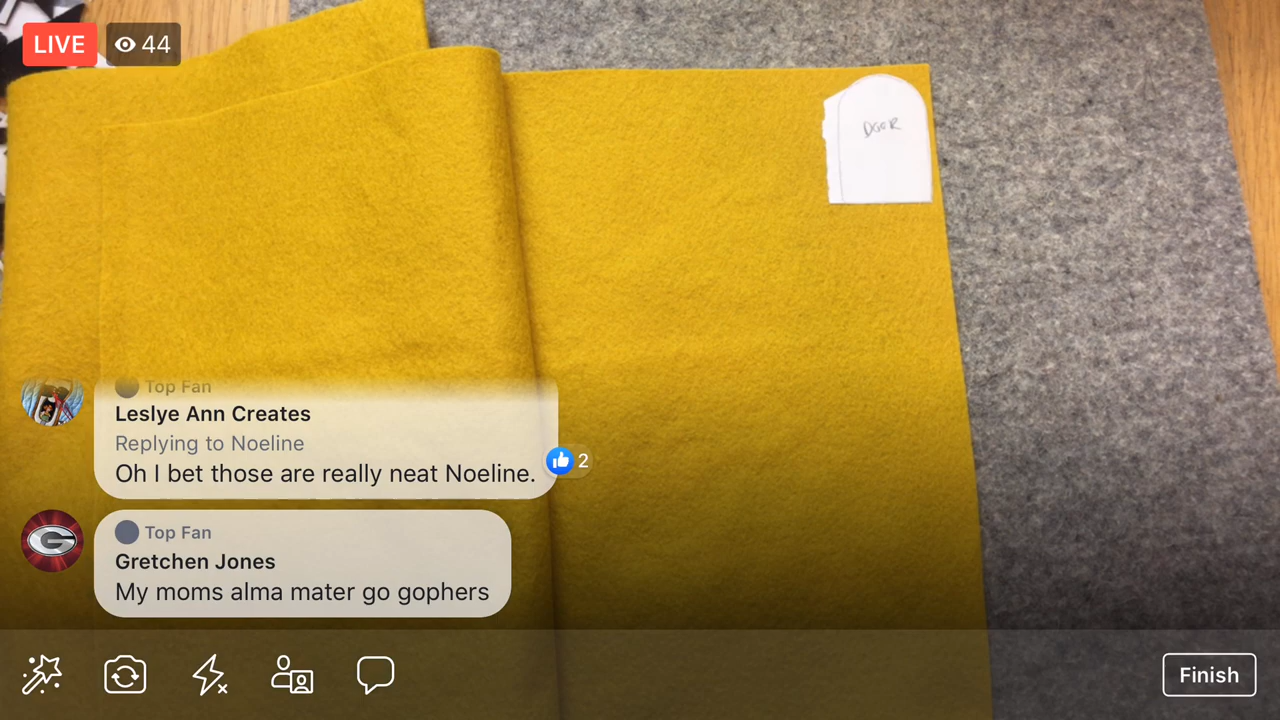 LIVE
44
DOOR
Top Fan
Leslye Ann Creates
Replying to Noeline
Oh I bet those are really neat Noeline.
2
Top Fan
Gretchen Jones
My moms alma mater go gophers
G
Finish